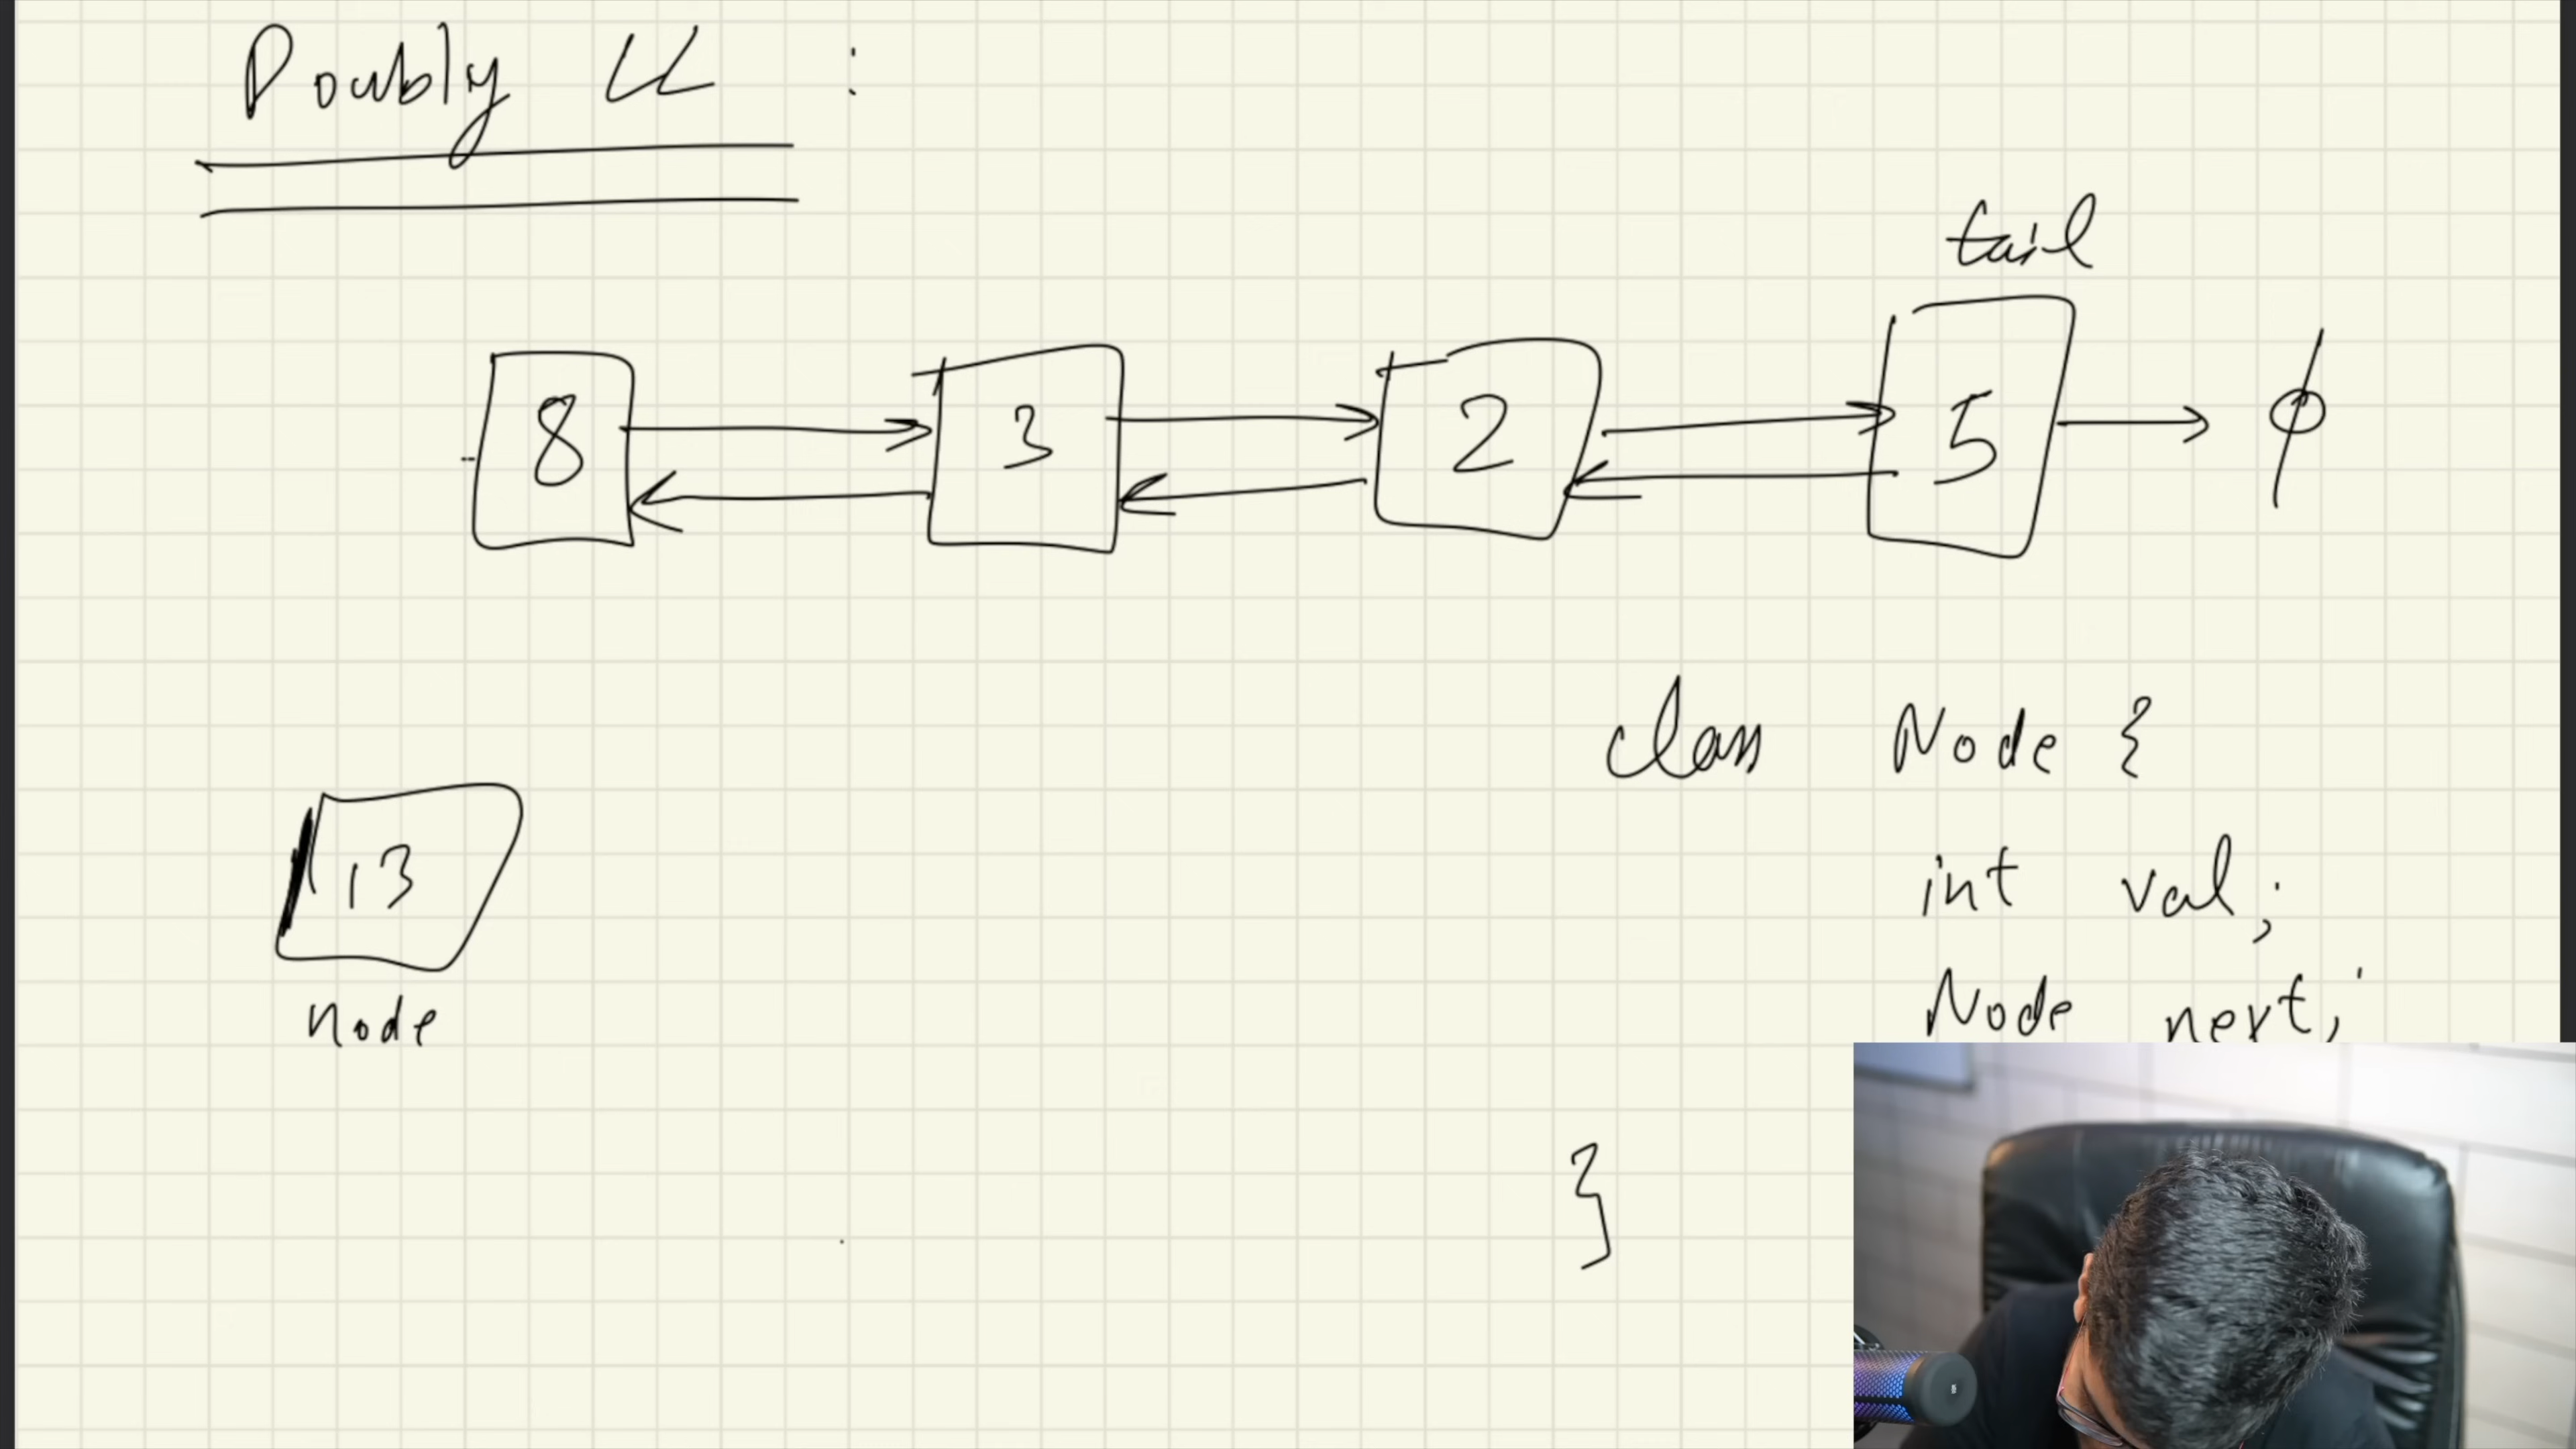 Doubly LL :
tail
8 3 2 5 φ
class Node {
13
int val;
node
Node next;
}